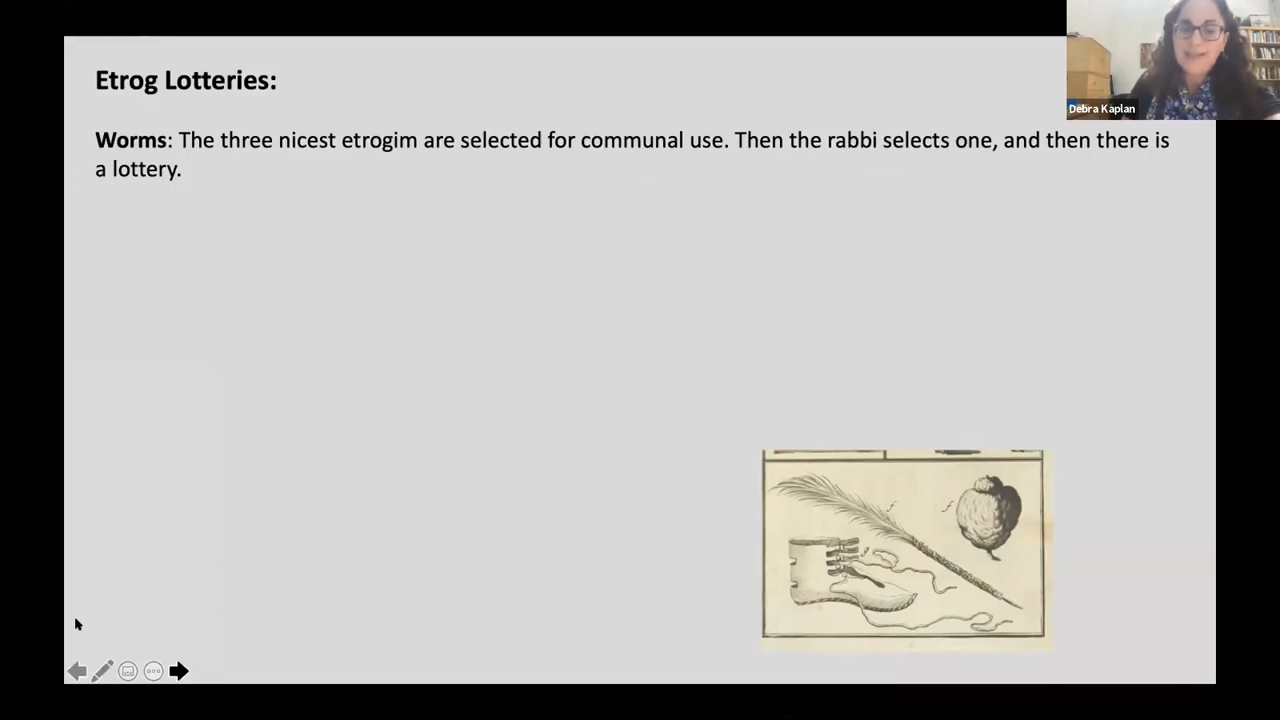 Etrog Lotteries:
Worms: The three nicest etrogim are selected for communal use. Then the rabbi selects one, and then there is
a lottery.
Debra Kaplan
f
f